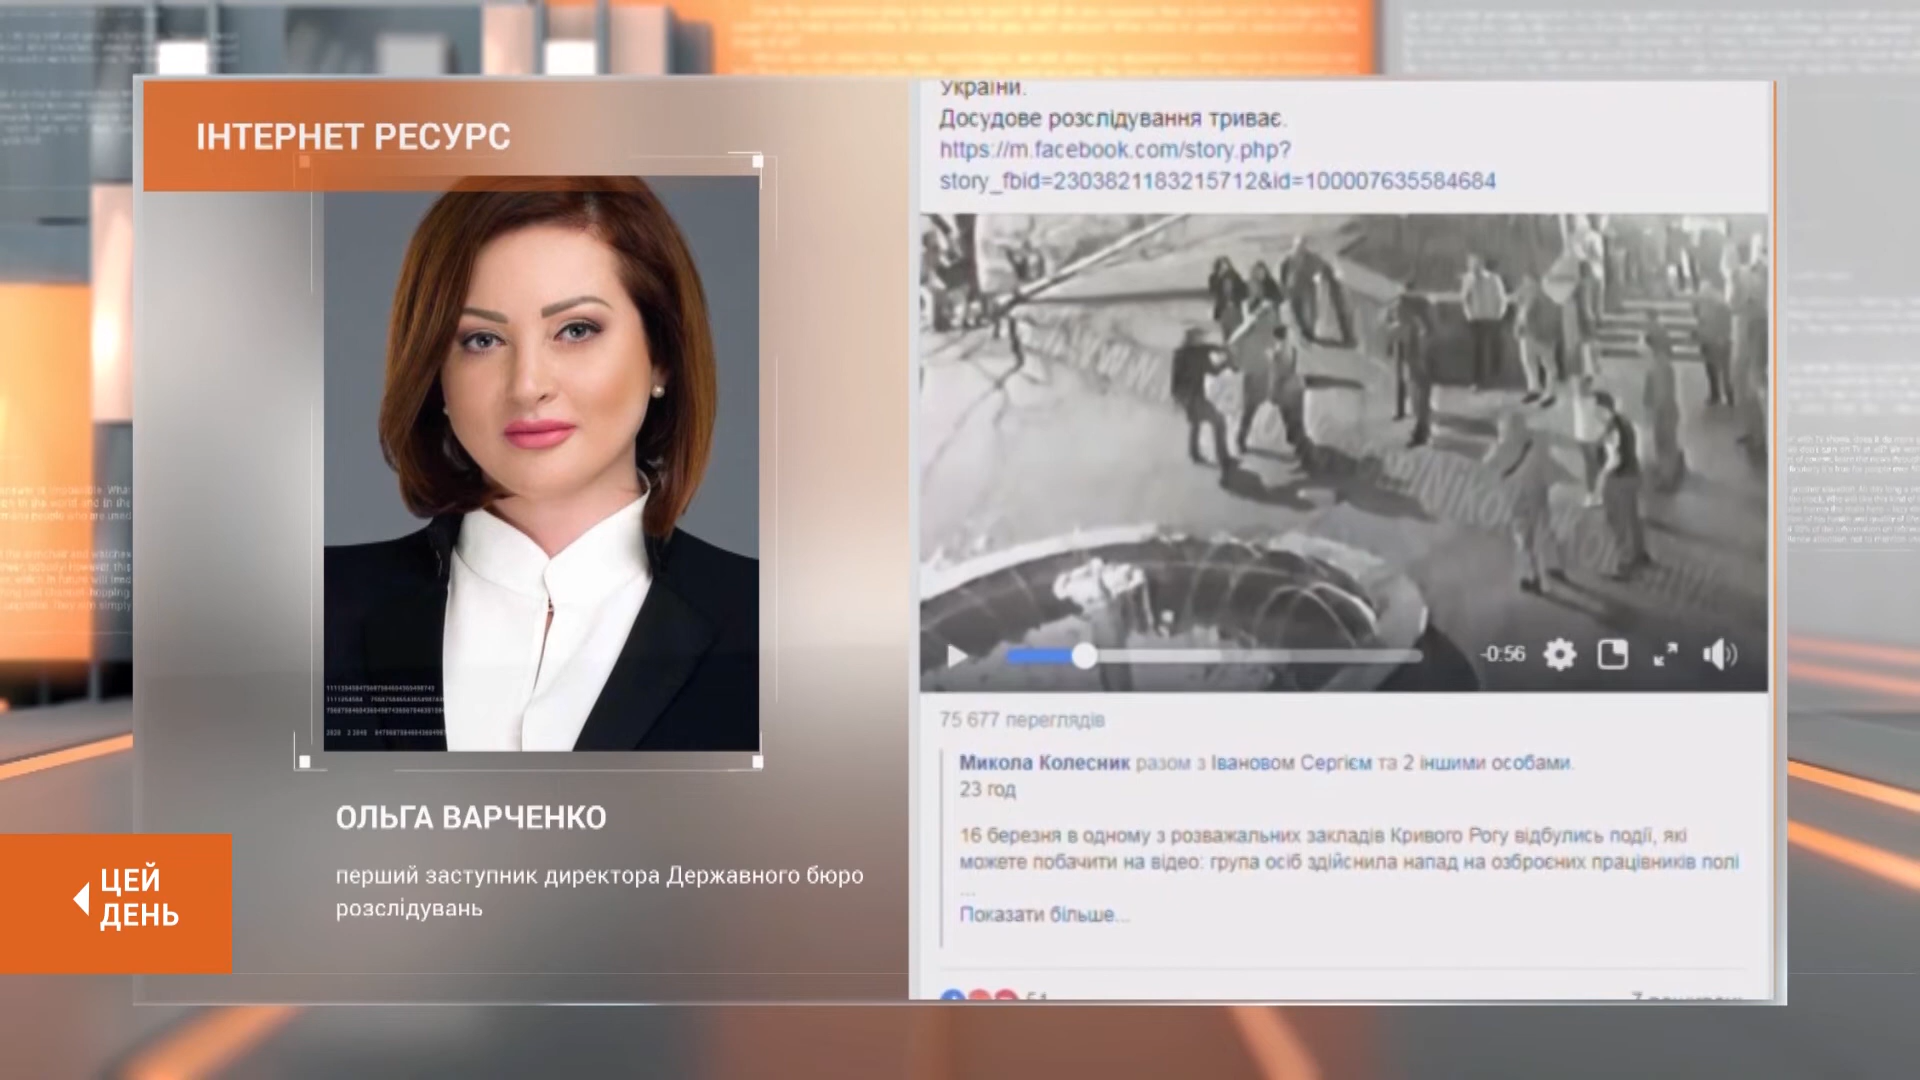 ІНТЕРНЕТ РЕСУРС
ОЛЬГА ВАРЧЕНКО
перший заступник директора Державного бюро
розслідувань
ЦЕЙ
ДЕНЬ
України.
Досудове розслідування триває.
https://m.facebook.com/story.php?
story_fbid=2303821183215712&id=100007635584684
-0:56
75 677 переглядів
Микола Колесник разом з Івановом Сергієм та 2 іншими особами.
23 год
16 березня в одному з розважальних закладів Кривого Рогу відбулись події, які
можете побачити на відео: група осіб здійснила напад на озброєних працівників полі
...
Показати більше...
51